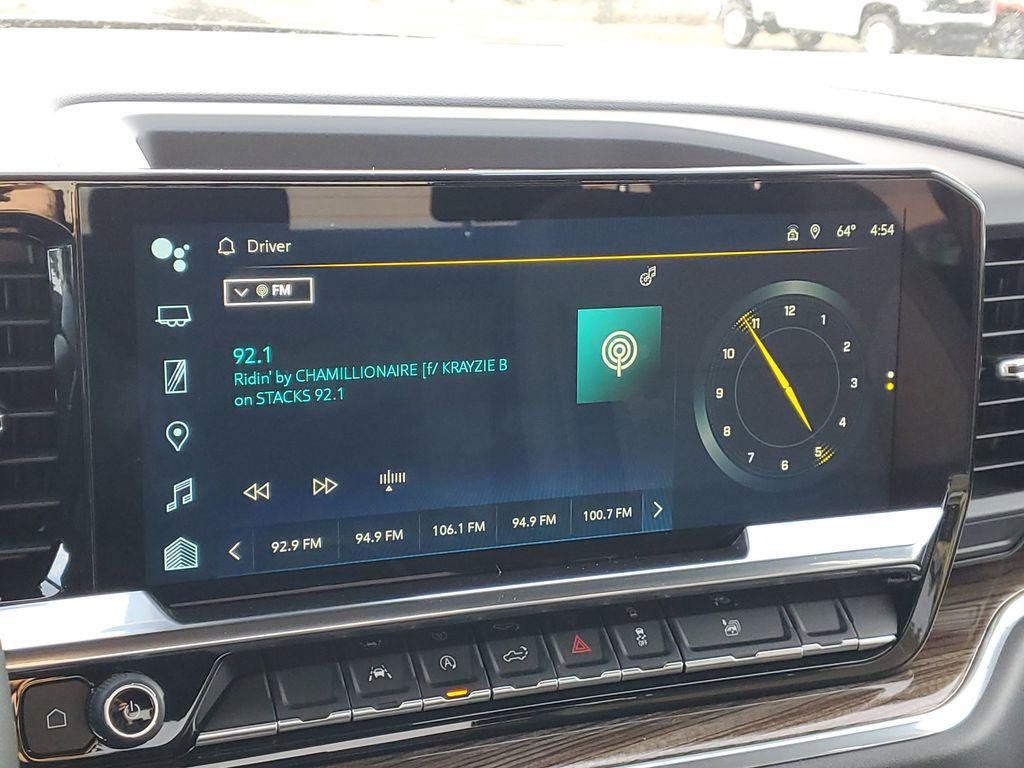 Driver
64° 4:54
FM
92.1
Ridin' by CHAMILLIONAIRE [f/ KRAYZIE B
on STACKS 92.1
92.9 FM 94.9 FM 106.1 FM 94.9 FM 100.7 FM
12
1
2
3
4
5
6
7
8
9
10
11
A
OFF